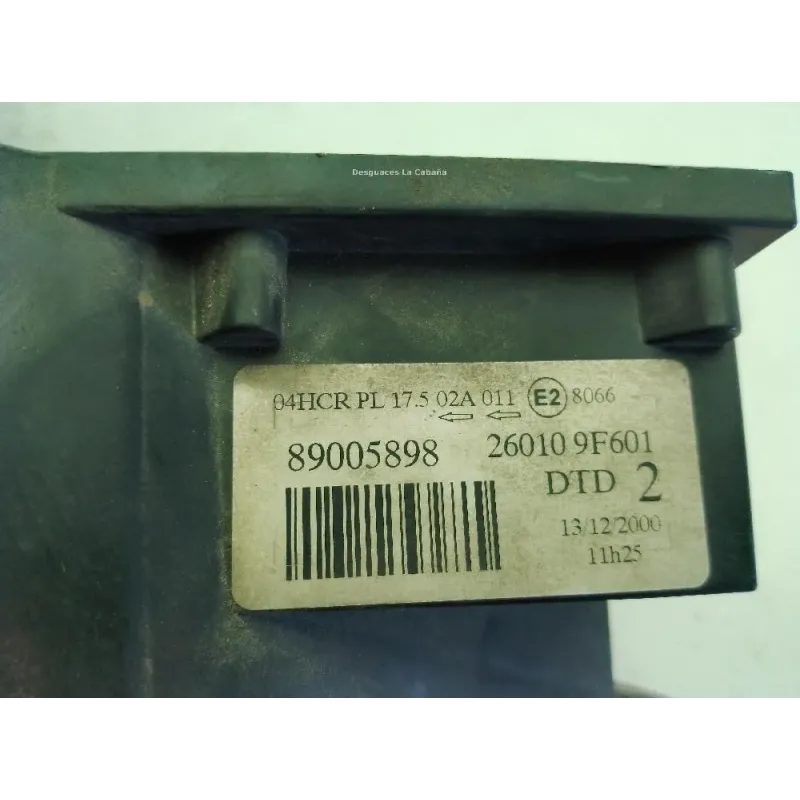 Desguaces La Cabaña
04HCR PL 17.5 02A 011 E2 8066
89005898 26010 9F601
DTD 2
13/12/2000
11h25